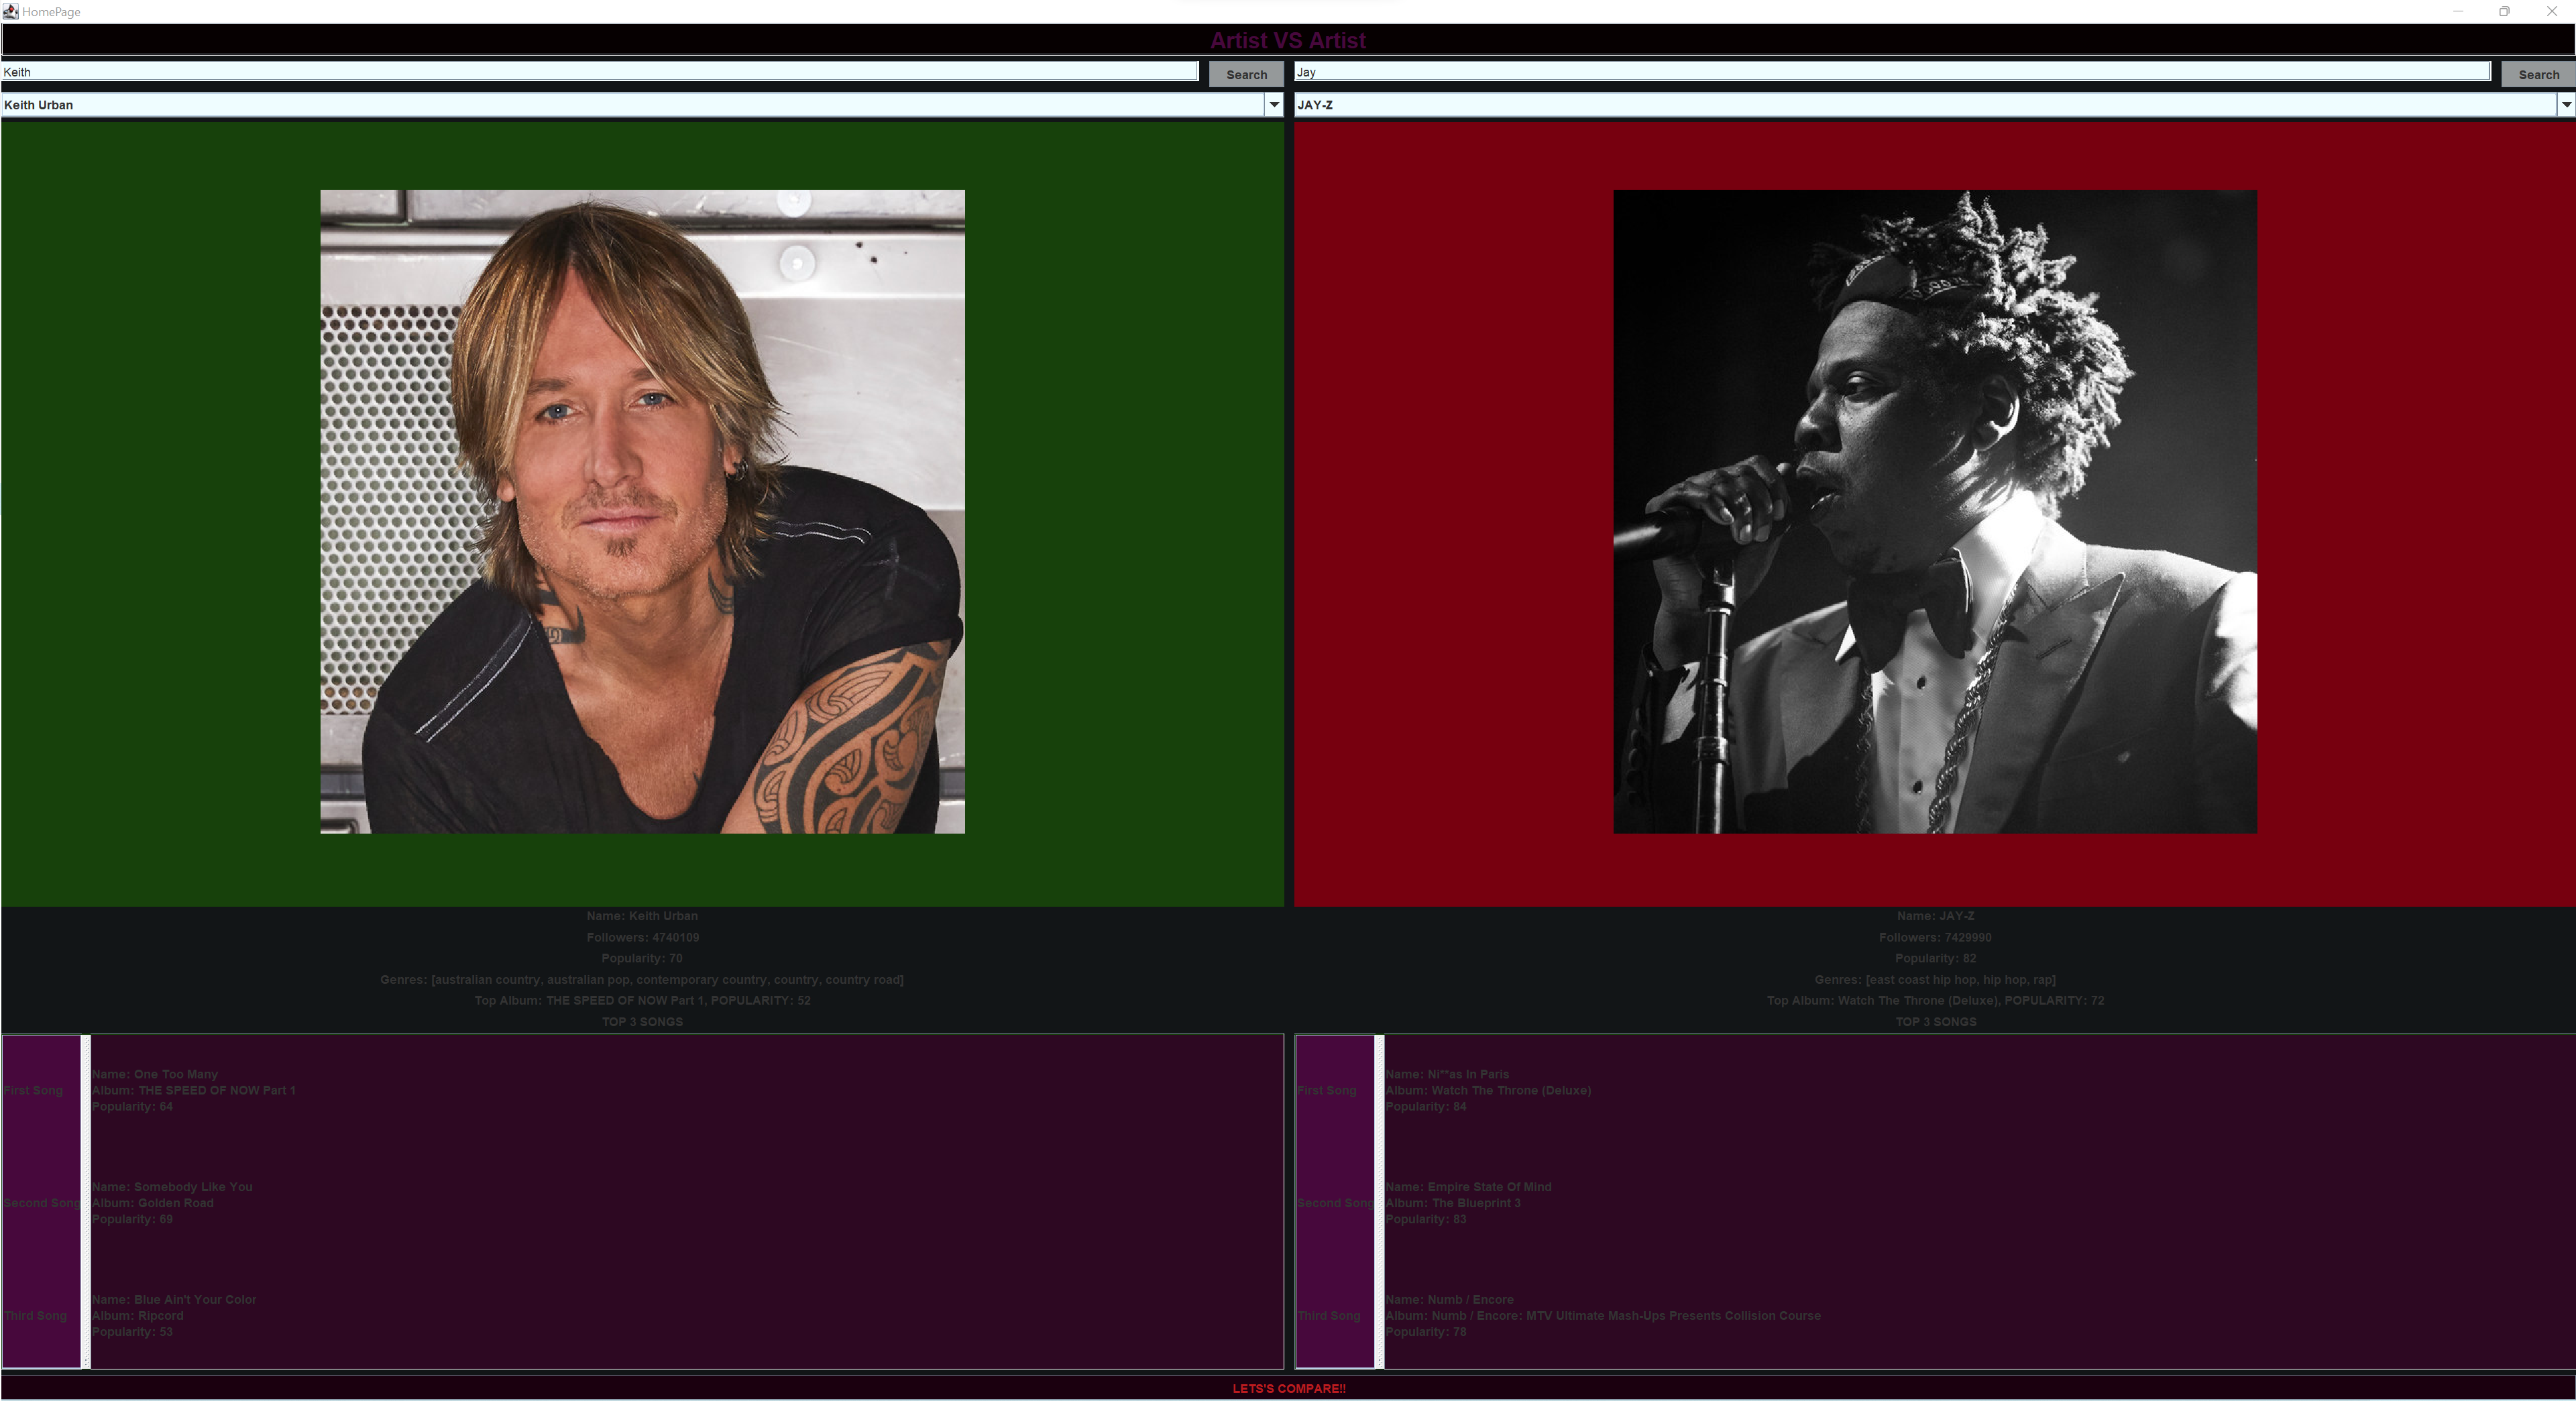 HomePage
Artist VS Artist
Keith
Search
Jay
Search
Keith Urban
JAY-Z
Name: Keith Urban
Followers: 4740109
Popularity: 70
Genres: [australian country, australian pop, contemporary country, country, country road]
Top Album: THE SPEED OF NOW Part 1, POPULARITY: 52
TOP 3 SONGS
First Song
Name: One Too Many
Album: THE SPEED OF NOW Part 1
Popularity: 64
Second Song
Name: Somebody Like You
Album: Golden Road
Popularity: 69
Third Song
Name: Blue Ain't Your Color
Album: Ripcord
Popularity: 53
Name: JAY-Z
Followers: 7429990
Popularity: 82
Genres: [east coast hip hop, hip hop, rap]
Top Album: Watch The Throne (Deluxe), POPULARITY: 72
TOP 3 SONGS
First Song
Name: Ni**as In Paris
Album: Watch The Throne (Deluxe)
Popularity: 84
Second Song
Name: Empire State Of Mind
Album: The Blueprint 3
Popularity: 83
Third Song
Name: Numb / Encore
Album: Numb / Encore: MTV Ultimate Mash-Ups Presents Collision Course
Popularity: 78
LETS'S COMPARE!!